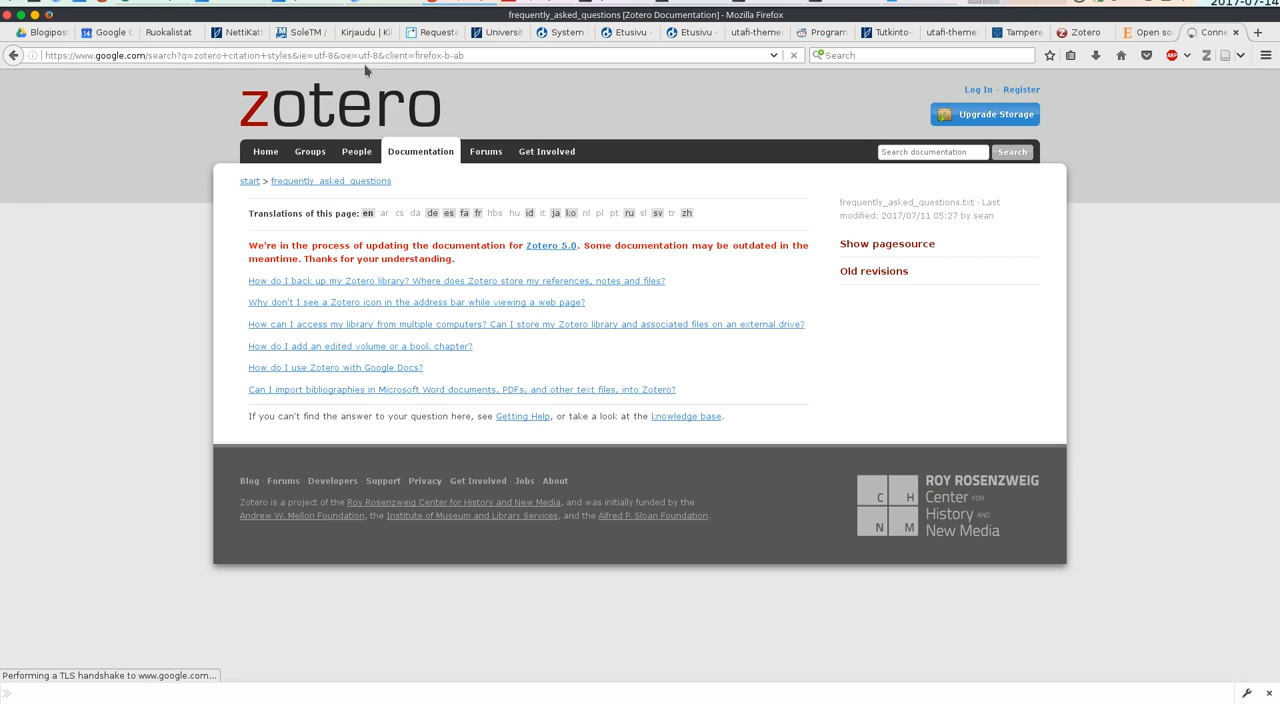 2017-07-14
frequently_asked_questions [Zotero Documentation] - Mozilla Firefox
Blogipos Google C Ruokalistat NettiKat SoleTM / Kirjaudu | Ki Requeste Universit System Etusivu - Etusivu - utafi-theme Program Tutkinto- utafi-theme Open sou Zotero utafi-theme Conne
https://www.google.com/search?q=zotero+citation+styles&ie=utf-8&oe=utf-8&client=firefox-b-ab
Search
zotero
Log In · Register
Upgrade Storage
Home Groups People Documentation Forums Get Involved
Search documentation Search
start > frequently_asked_questions
Translations of this page: en ar cs da de es fa fr hbs hu id it ja ko nl pl pt ru sl sv tr zh
We're in the process of updating the documentation for Zotero 5.0. Some documentation may be outdated in the
meantime. Thanks for your understanding.
How do I back up my Zotero library? Where does Zotero store my references, notes and files?
Why don't I see a Zotero icon in the address bar while viewing a web page?
How can I access my library from multiple computers? Can I store my Zotero library and associated files on an external drive?
How do I add an edited volume or a book chapter?
How do I use Zotero with Google Docs?
Can I import bibliographies in Microsoft Word documents, PDFs, and other text files, into Zotero?
If you can't find the answer to your question here, see Getting Help, or take a look at the knowledge base.
frequently_asked_questions.txt · Last
modified: 2017/07/11 05:27 by sean
Show pagesource
Old revisions
Blog Forums Developers Support Privacy Get Involved Jobs About
Zotero is a project of the Roy Rosenzweig Center for History and New Media, and was initially funded by the
Andrew W. Mellon Foundation, the Institute of Museum and Library Services, and the Alfred P. Sloan Foundation.
C H
N M
ROY ROSENZWEIG
Center FOR
History AND
New Media
Performing a TLS handshake to www.google.com...